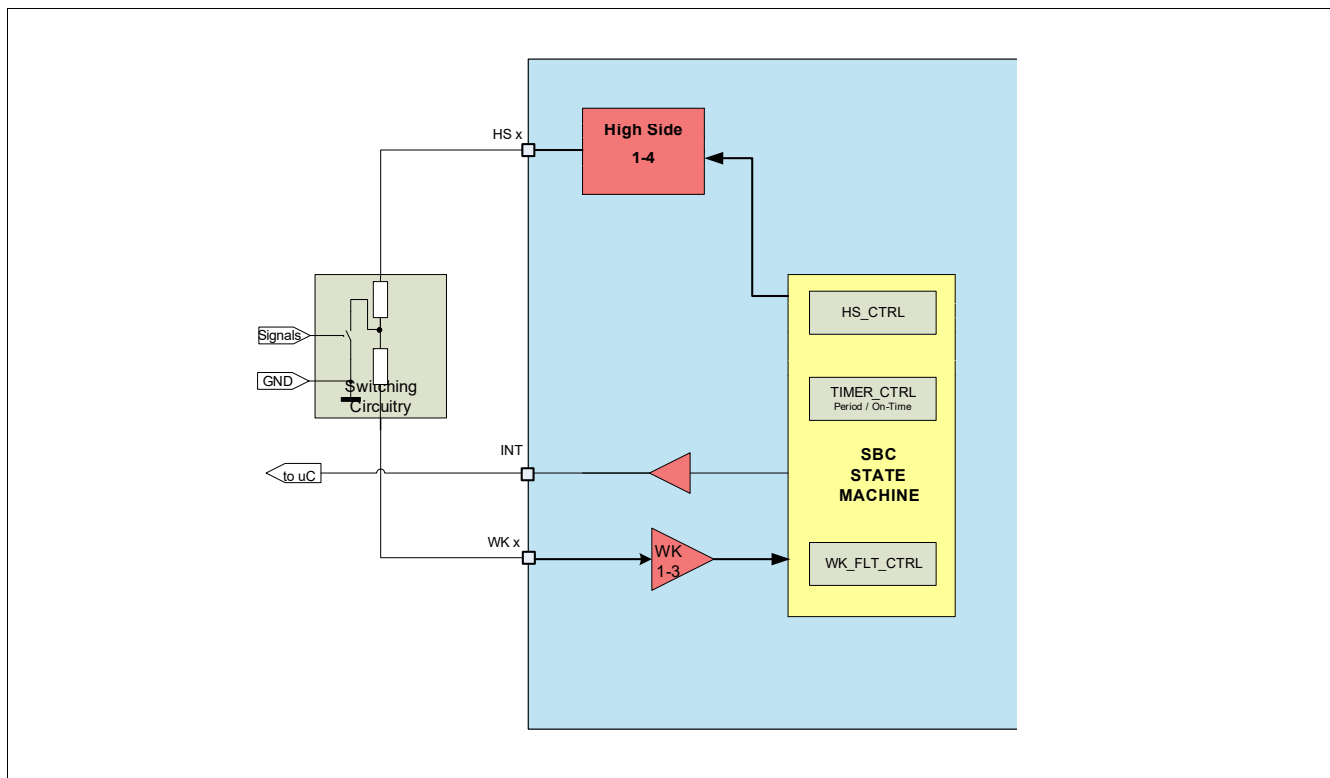 HS x
High Side
1-4
HS_CTRL
Signals
GND
Switching
Circuitry
TIMER_CTRL
Period / On-Time
SBC
STATE
MACHINE
INT
to uC
WK x
WK
1-3
WK_FLT_CTRL